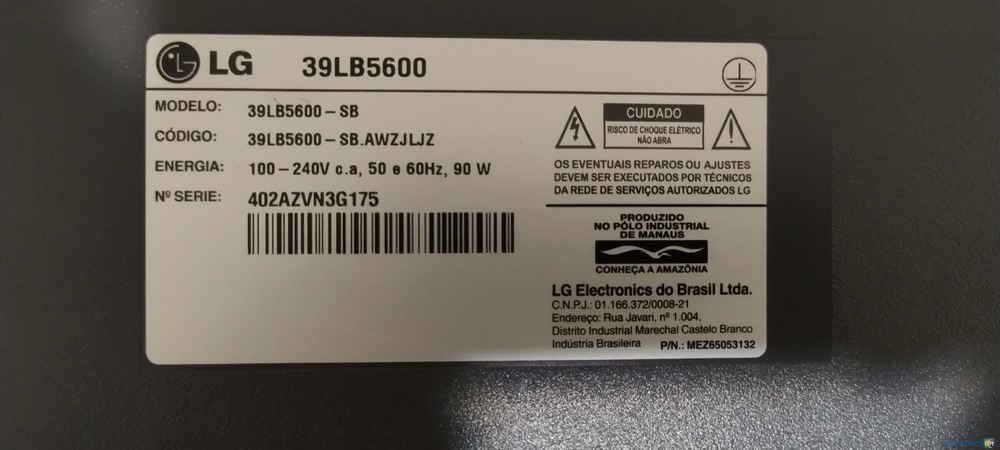 LG 39LB5600
MODELO: 39LB5600 – SB
CÓDIGO: 39LB5600 – SB.AWZJLJZ
ENERGIA: 100 – 240V c.a, 50 e 60Hz, 90 W
Nº SERIE: 402AZVN3G175
CUIDADO
RISCO DE CHOQUE ELÉTRICO
NÃO ABRA
OS EVENTUAIS REPAROS OU AJUSTES
DEVEM SER EXECUTADOS POR TÉCNICOS
DA REDE DE SERVIÇOS AUTORIZADOS LG
PRODUZIDO
NO PÓLO INDUSTRIAL
DE MANAUS
CONHEÇA A AMAZÔNIA
LG Electronics do Brasil Ltda.
C.N.P.J.: 01.166.372/0008-21
Endereço: Rua Javari, nº 1.004,
Distrito Industrial Marechal Castelo Branco
Indústria Brasileira P/N.: MEZ65053132